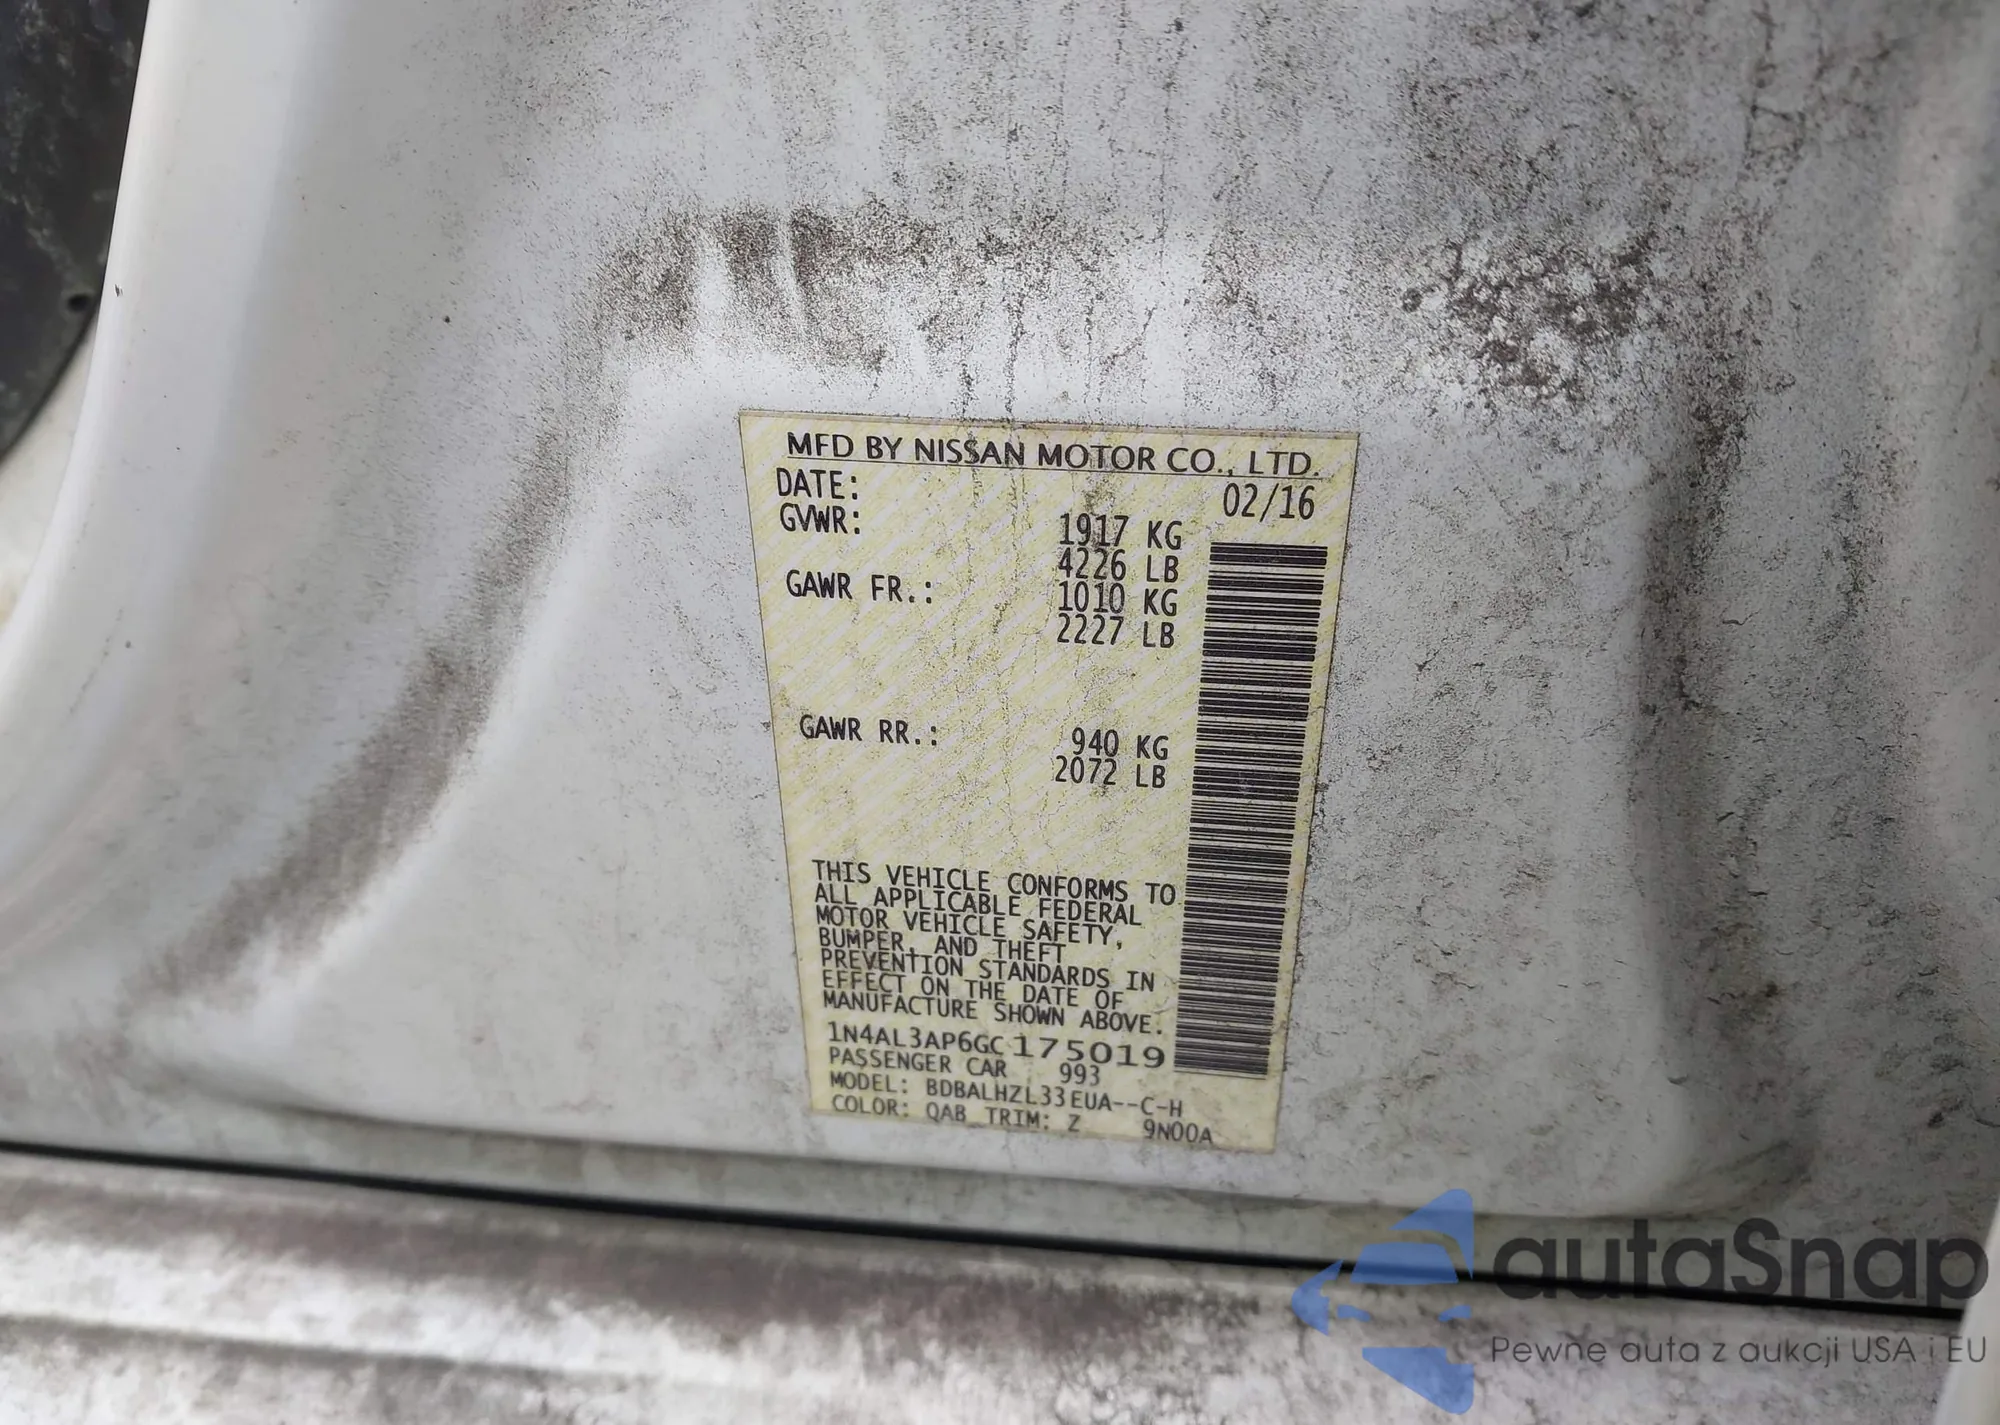 MFD BY NISSAN MOTOR CO., LTD.
DATE: 02/16
GVWR: 1917 KG
4226 LB
GAWR FR.: 1010 KG
2227 LB
GAWR RR.: 940 KG
2072 LB
THIS VEHICLE CONFORMS TO
ALL APPLICABLE FEDERAL
MOTOR VEHICLE SAFETY,
BUMPER, AND THEFT
PREVENTION STANDARDS IN
EFFECT ON THE DATE OF
MANUFACTURE SHOWN ABOVE.
1N4AL3AP6GC175019
PASSENGER CAR 993
MODEL: BDBALHZL33EUA--C-H
COLOR: QAB TRIM: Z 9N00A
autaSnap
Pewne auta z aukcji USA i EU